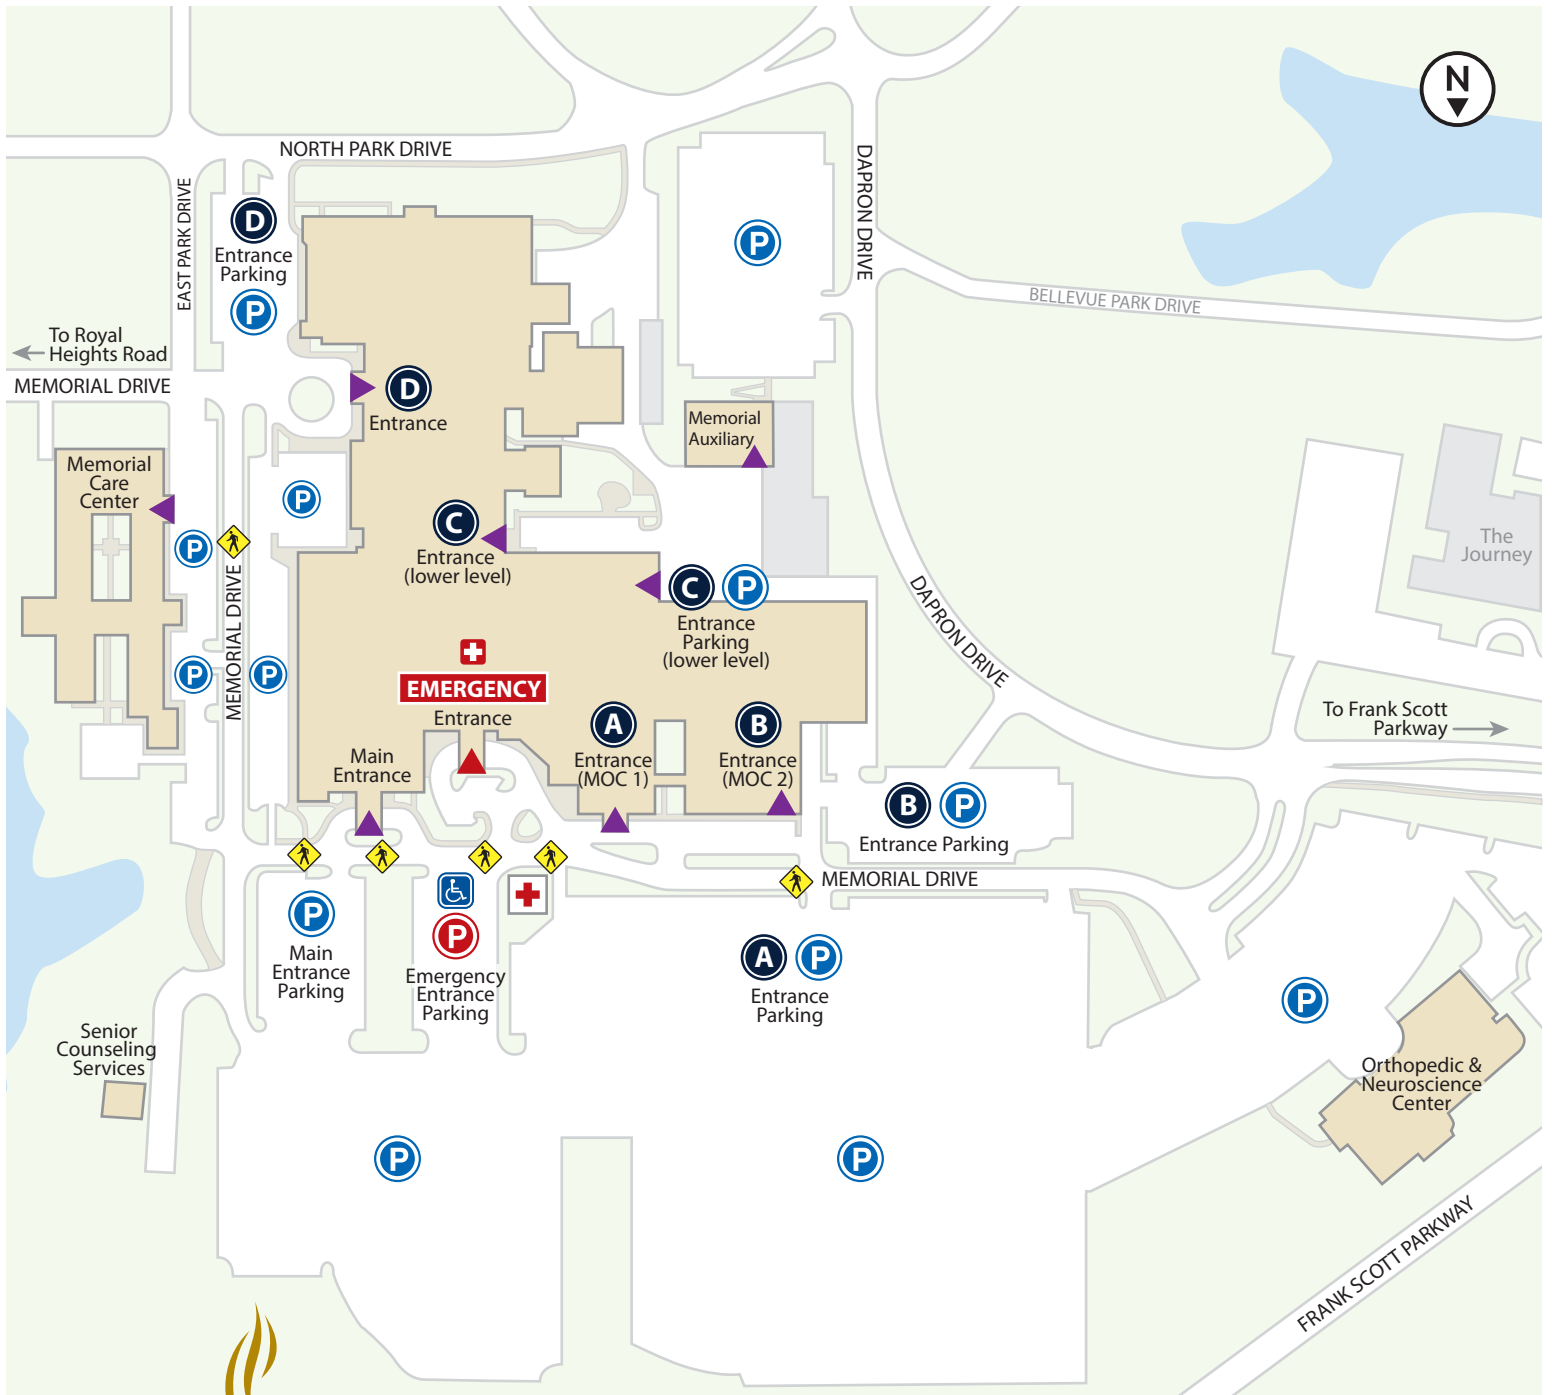 N
NORTH PARK DRIVE
DAPRON DRIVE
EAST PARK DRIVE
D
Entrance
Parking
P
P
BELLEVUE PARK DRIVE
To Royal
Heights Road
MEMORIAL DRIVE
D
Entrance
Memorial
Auxiliary
Memorial
Care
Center
P
C
Entrance
(lower level)
P
The
Journey
MEMORIAL DRIVE
C
P
Entrance
Parking
(lower level)
DAPRON DRIVE
P
P
EMERGENCY
Entrance
A
Entrance
(MOC 1)
B
Entrance
(MOC 2)
To Frank Scott
Parkway
Main
Entrance
B
P
Entrance Parking
MEMORIAL DRIVE
P
Main
Entrance
Parking
P
Emergency
Entrance
Parking
A
P
Entrance
Parking
P
Senior
Counseling
Services
Orthopedic &
Neuroscience
Center
P
P
FRANK SCOTT PARKWAY